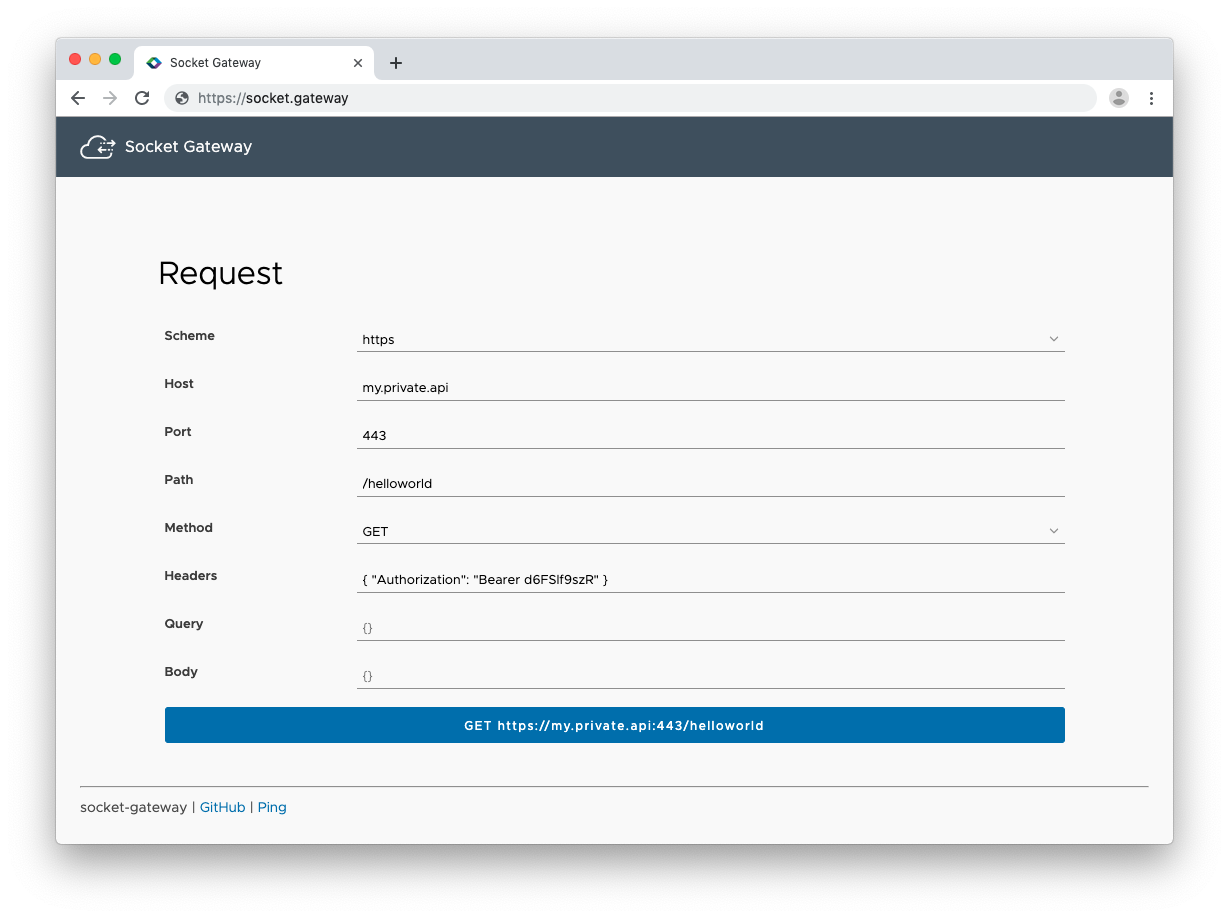 Socket Gateway
https://socket.gateway
Socket Gateway
Request
Scheme https
Host my.private.api
Port 443
Path /helloworld
Method GET
Headers { "Authorization": "Bearer d6FSlf9szR" }
Query {}
Body {}
GET https://my.private.api:443/helloworld
socket-gateway | GitHub | Ping